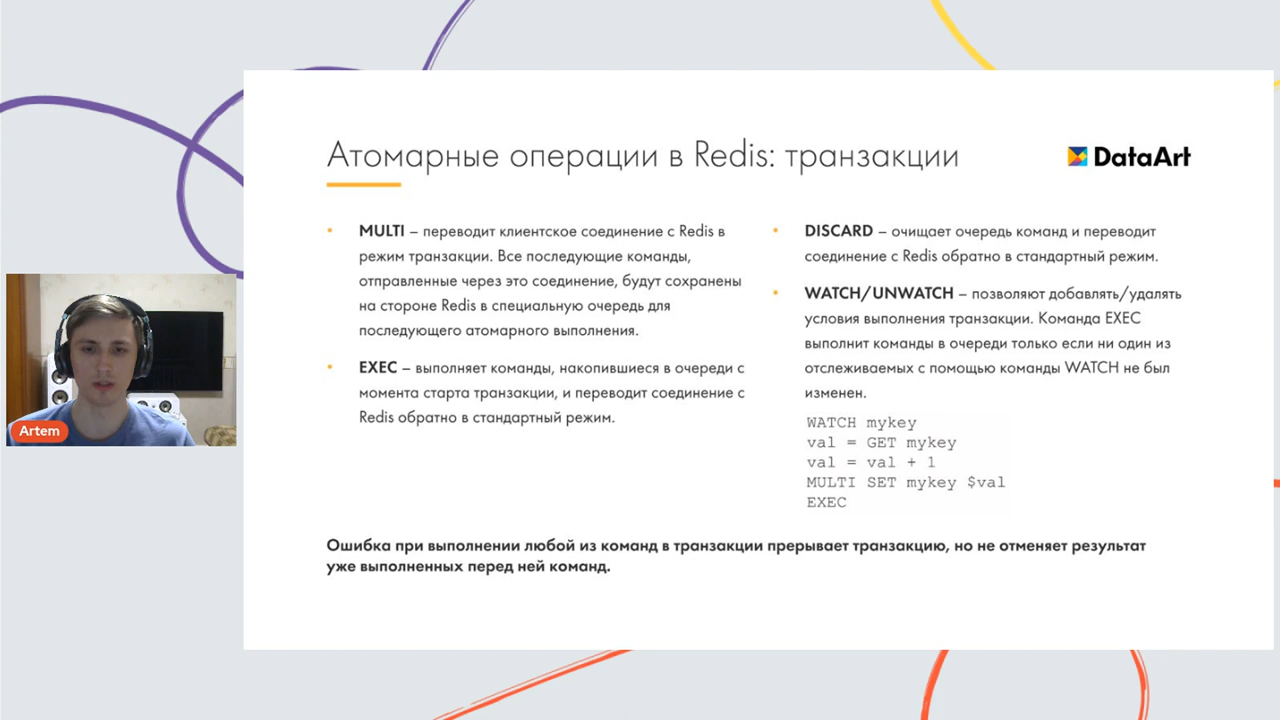 Атомарные операции в Redis: транзакции
DataArt
MULTI – переводит клиентское соединение с Redis в
режим транзакции. Все последующие команды,
отправленные через это соединение, будут сохранены
на стороне Redis в специальную очередь для
последующего атомарного выполнения.
EXEC – выполняет команды, накопившиеся в очереди с
момента старта транзакции, и переводит соединение с
Redis обратно в стандартный режим.
DISCARD – очищает очередь команд и переводит
соединение с Redis обратно в стандартный режим.
WATCH/UNWATCH – позволяют добавлять/удалять
условия выполнения транзакции. Команда EXEC
выполнит команды в очереди только если ни один из
отслеживаемых с помощью команды WATCH не был
изменен.
WATCH mykey
val = GET mykey
val = val + 1
MULTI SET mykey $val
EXEC
Ошибка при выполнении любой из команд в транзакции прерывает транзакцию, но не отменяет результат
уже выполненных перед ней команд.
Artem